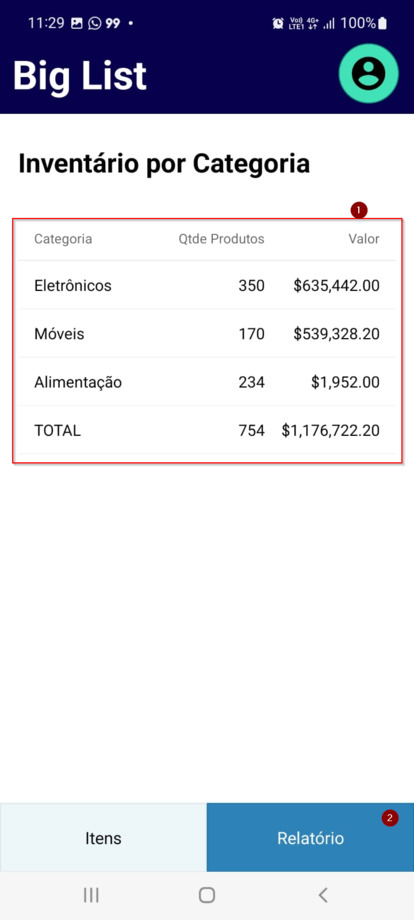 11:29 99 Vo) LTE1 4G+ 100%
Big List
Inventário por Categoria
1
Categoria Qtde Produtos Valor
Eletrônicos 350 $635,442.00
Móveis 170 $539,328.20
Alimentação 234 $1,952.00
TOTAL 754 $1,176,722.20
2
Itens Relatório